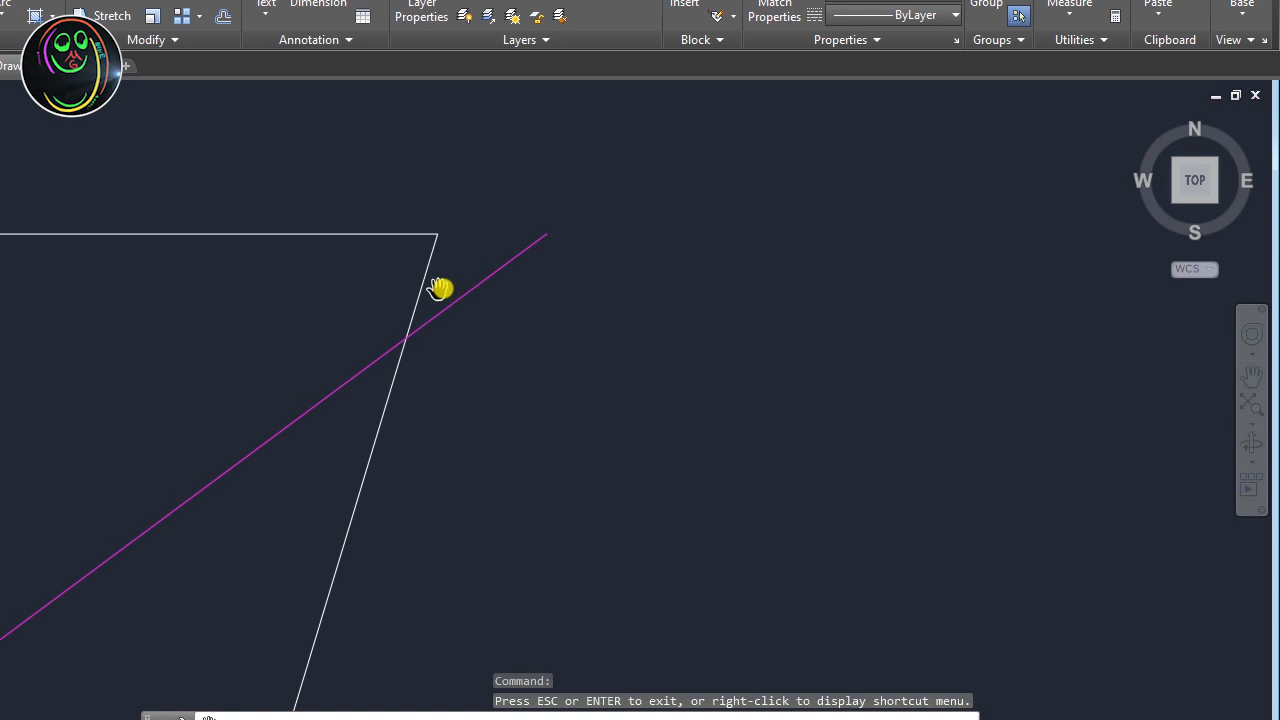 Text
Dimension
Insert
Match
Group
Measure
Paste
Base
Stretch
Layer
Properties
Properties
ByLayer
Modify
Annotation
Layers
Block
Properties
Groups
Utilities
Clipboard
View
Draw
N
W
TOP
E
S
WCS
Command:
Press ESC or ENTER to exit, or right-click to display shortcut menu.